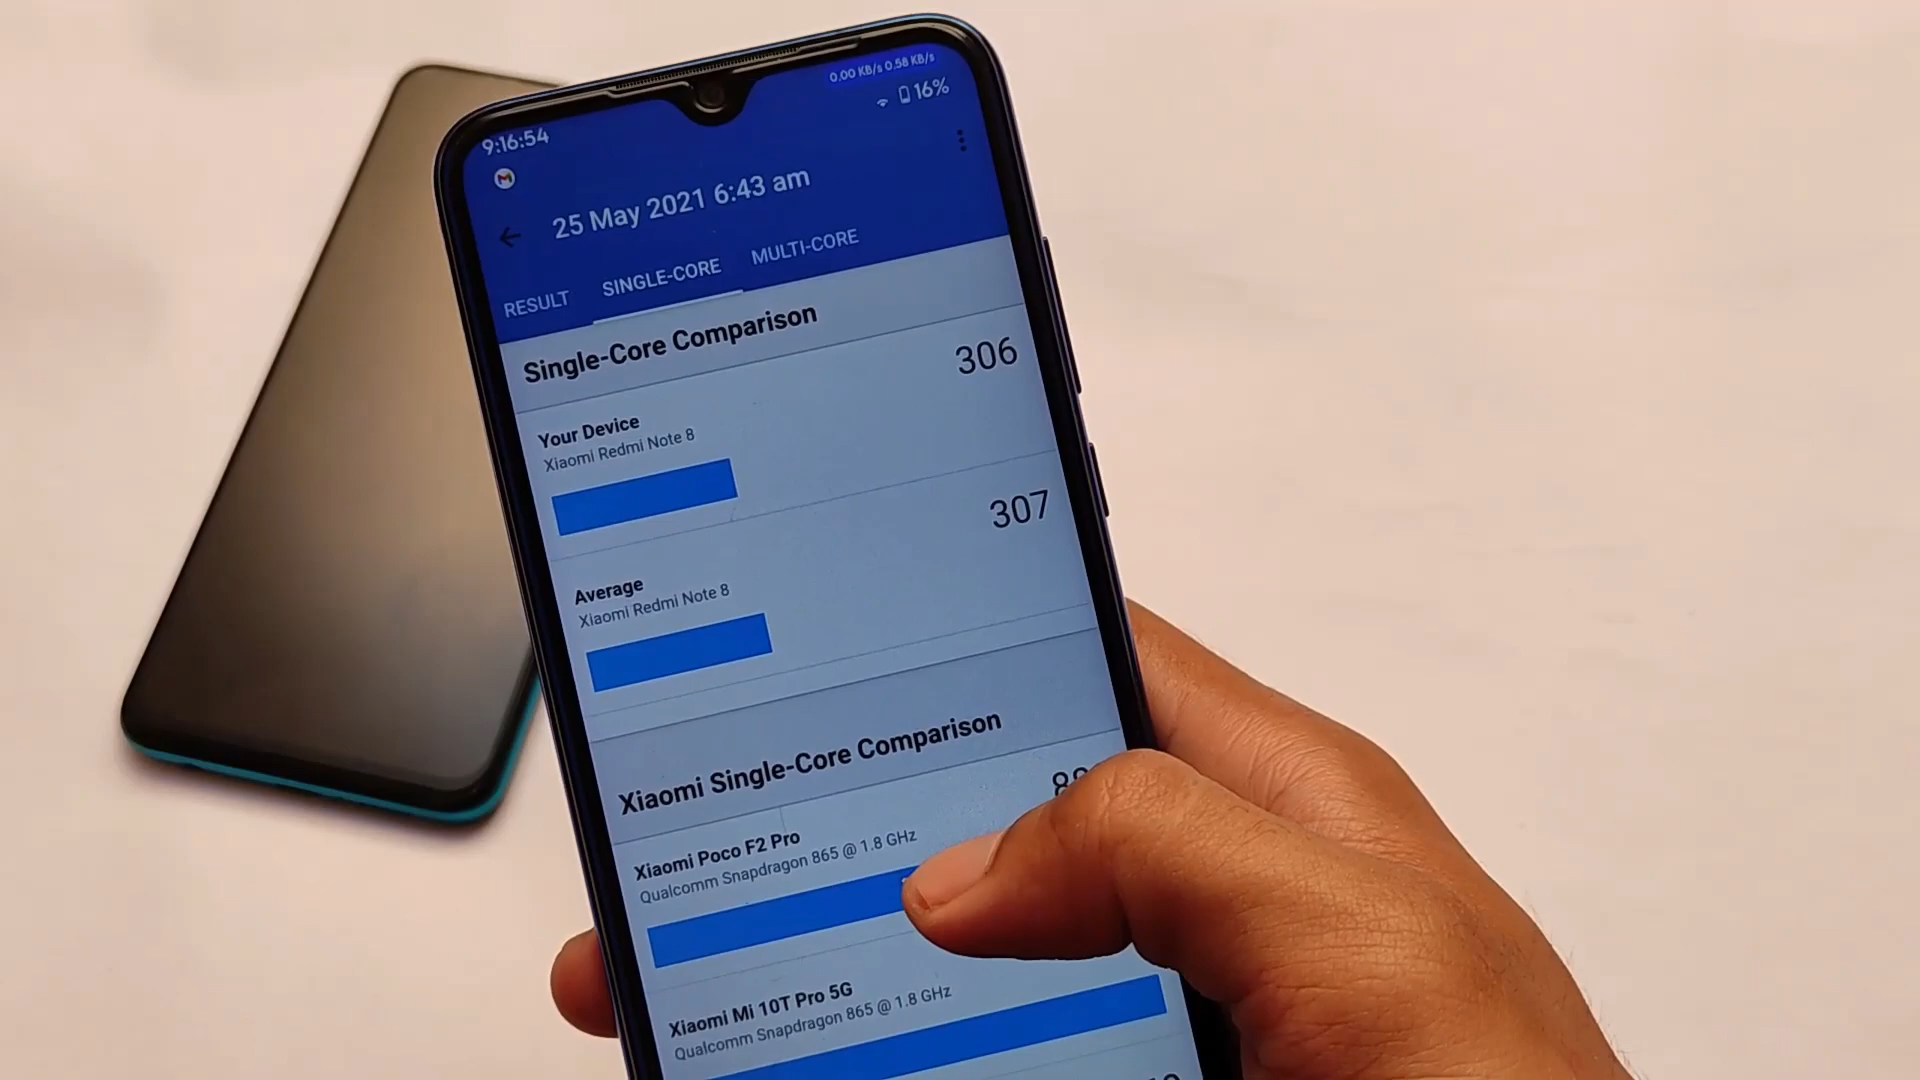 0.00 KB/s 0.58 KB/s
9:16:54
16%
25 May 2021 6:43 am
RESULT SINGLE-CORE MULTI-CORE
Single-Core Comparison
306
Your Device
Xiaomi Redmi Note 8
307
Average
Xiaomi Redmi Note 8
Xiaomi Single-Core Comparison
Xiaomi Poco F2 Pro
Qualcomm Snapdragon 865 @ 1.8 GHz
Xiaomi Mi 10T Pro 5G
Qualcomm Snapdragon 865 @ 1.8 GHz